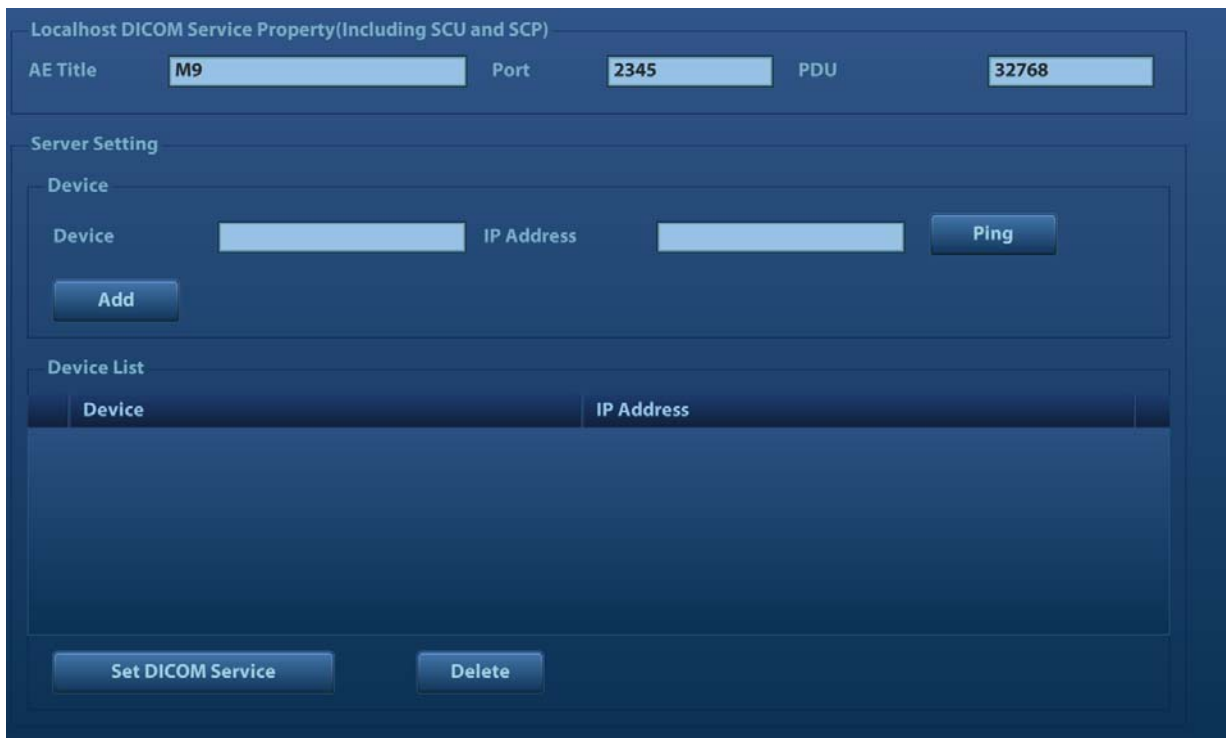 Localhost DICOM Service Property(Including SCU and SCP)
AE Title M9 Port 2345 PDU 32768
Server Setting
Device
Device IP Address Ping
Add
Device List
Device IP Address
Set DICOM Service Delete